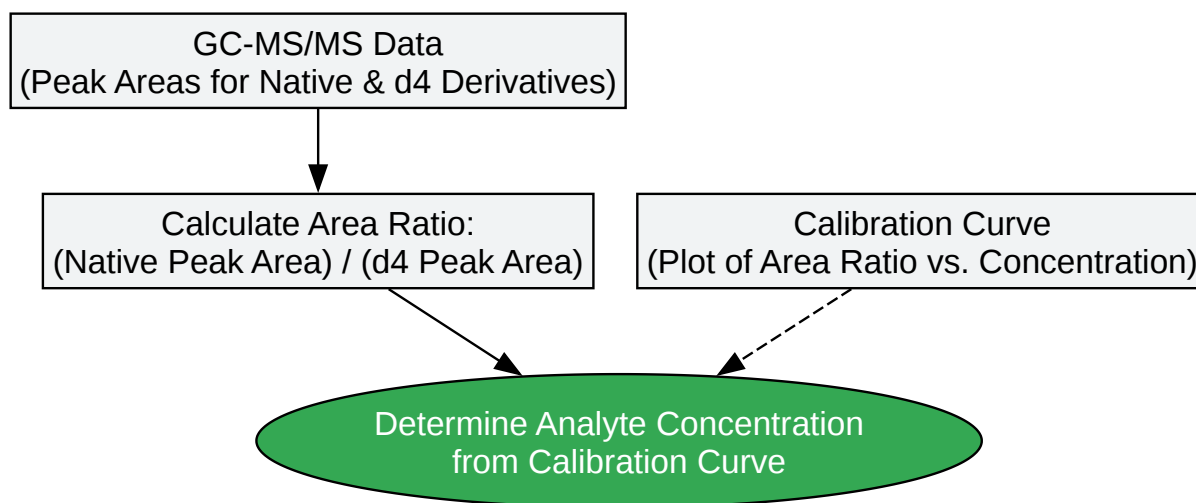 GC-MS/MS Data
(Peak Areas for Native & d4 Derivatives)
Calculate Area Ratio:
(Native Peak Area) / (d4 Peak Area)
Calibration Curve
(Plot of Area Ratio vs. Concentration)
Determine Analyte Concentration
from Calibration Curve